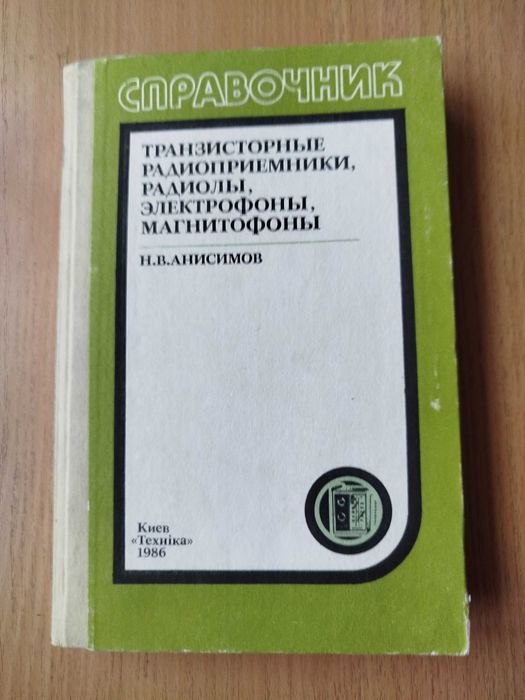 СПРАВОЧНИК
ТРАНЗИСТОРНЫЕ
РАДИОПРИЕМНИКИ,
РАДИОЛЫ,
ЭЛЕКТРОФОНЫ,
МАГНИТОФОНЫ
Н.В.АНИСИМОВ
Киев
«Техніка»
1986